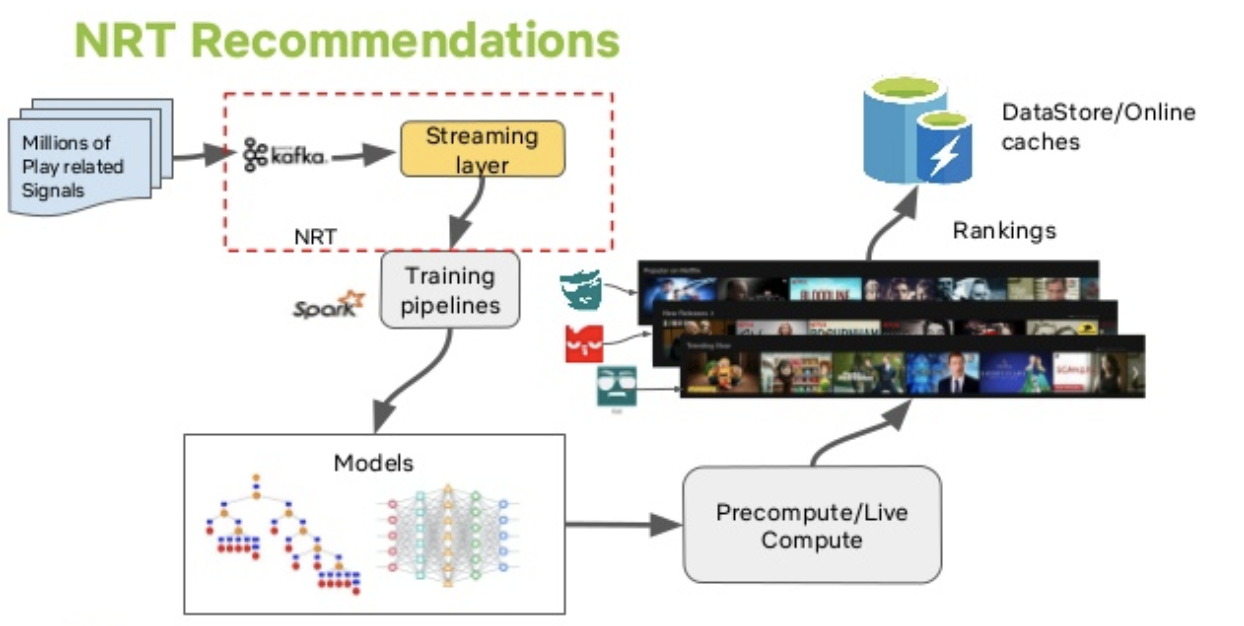 NRT Recommendations
Millions of
Play related
Signals
kafka
Streaming
layer
NRT
Spark
Training
pipelines
Models
Precompute/Live
Compute
DataStore/Online
caches
Rankings
Popular on Netflix
BLOODLINE
New Releases
Trending Now